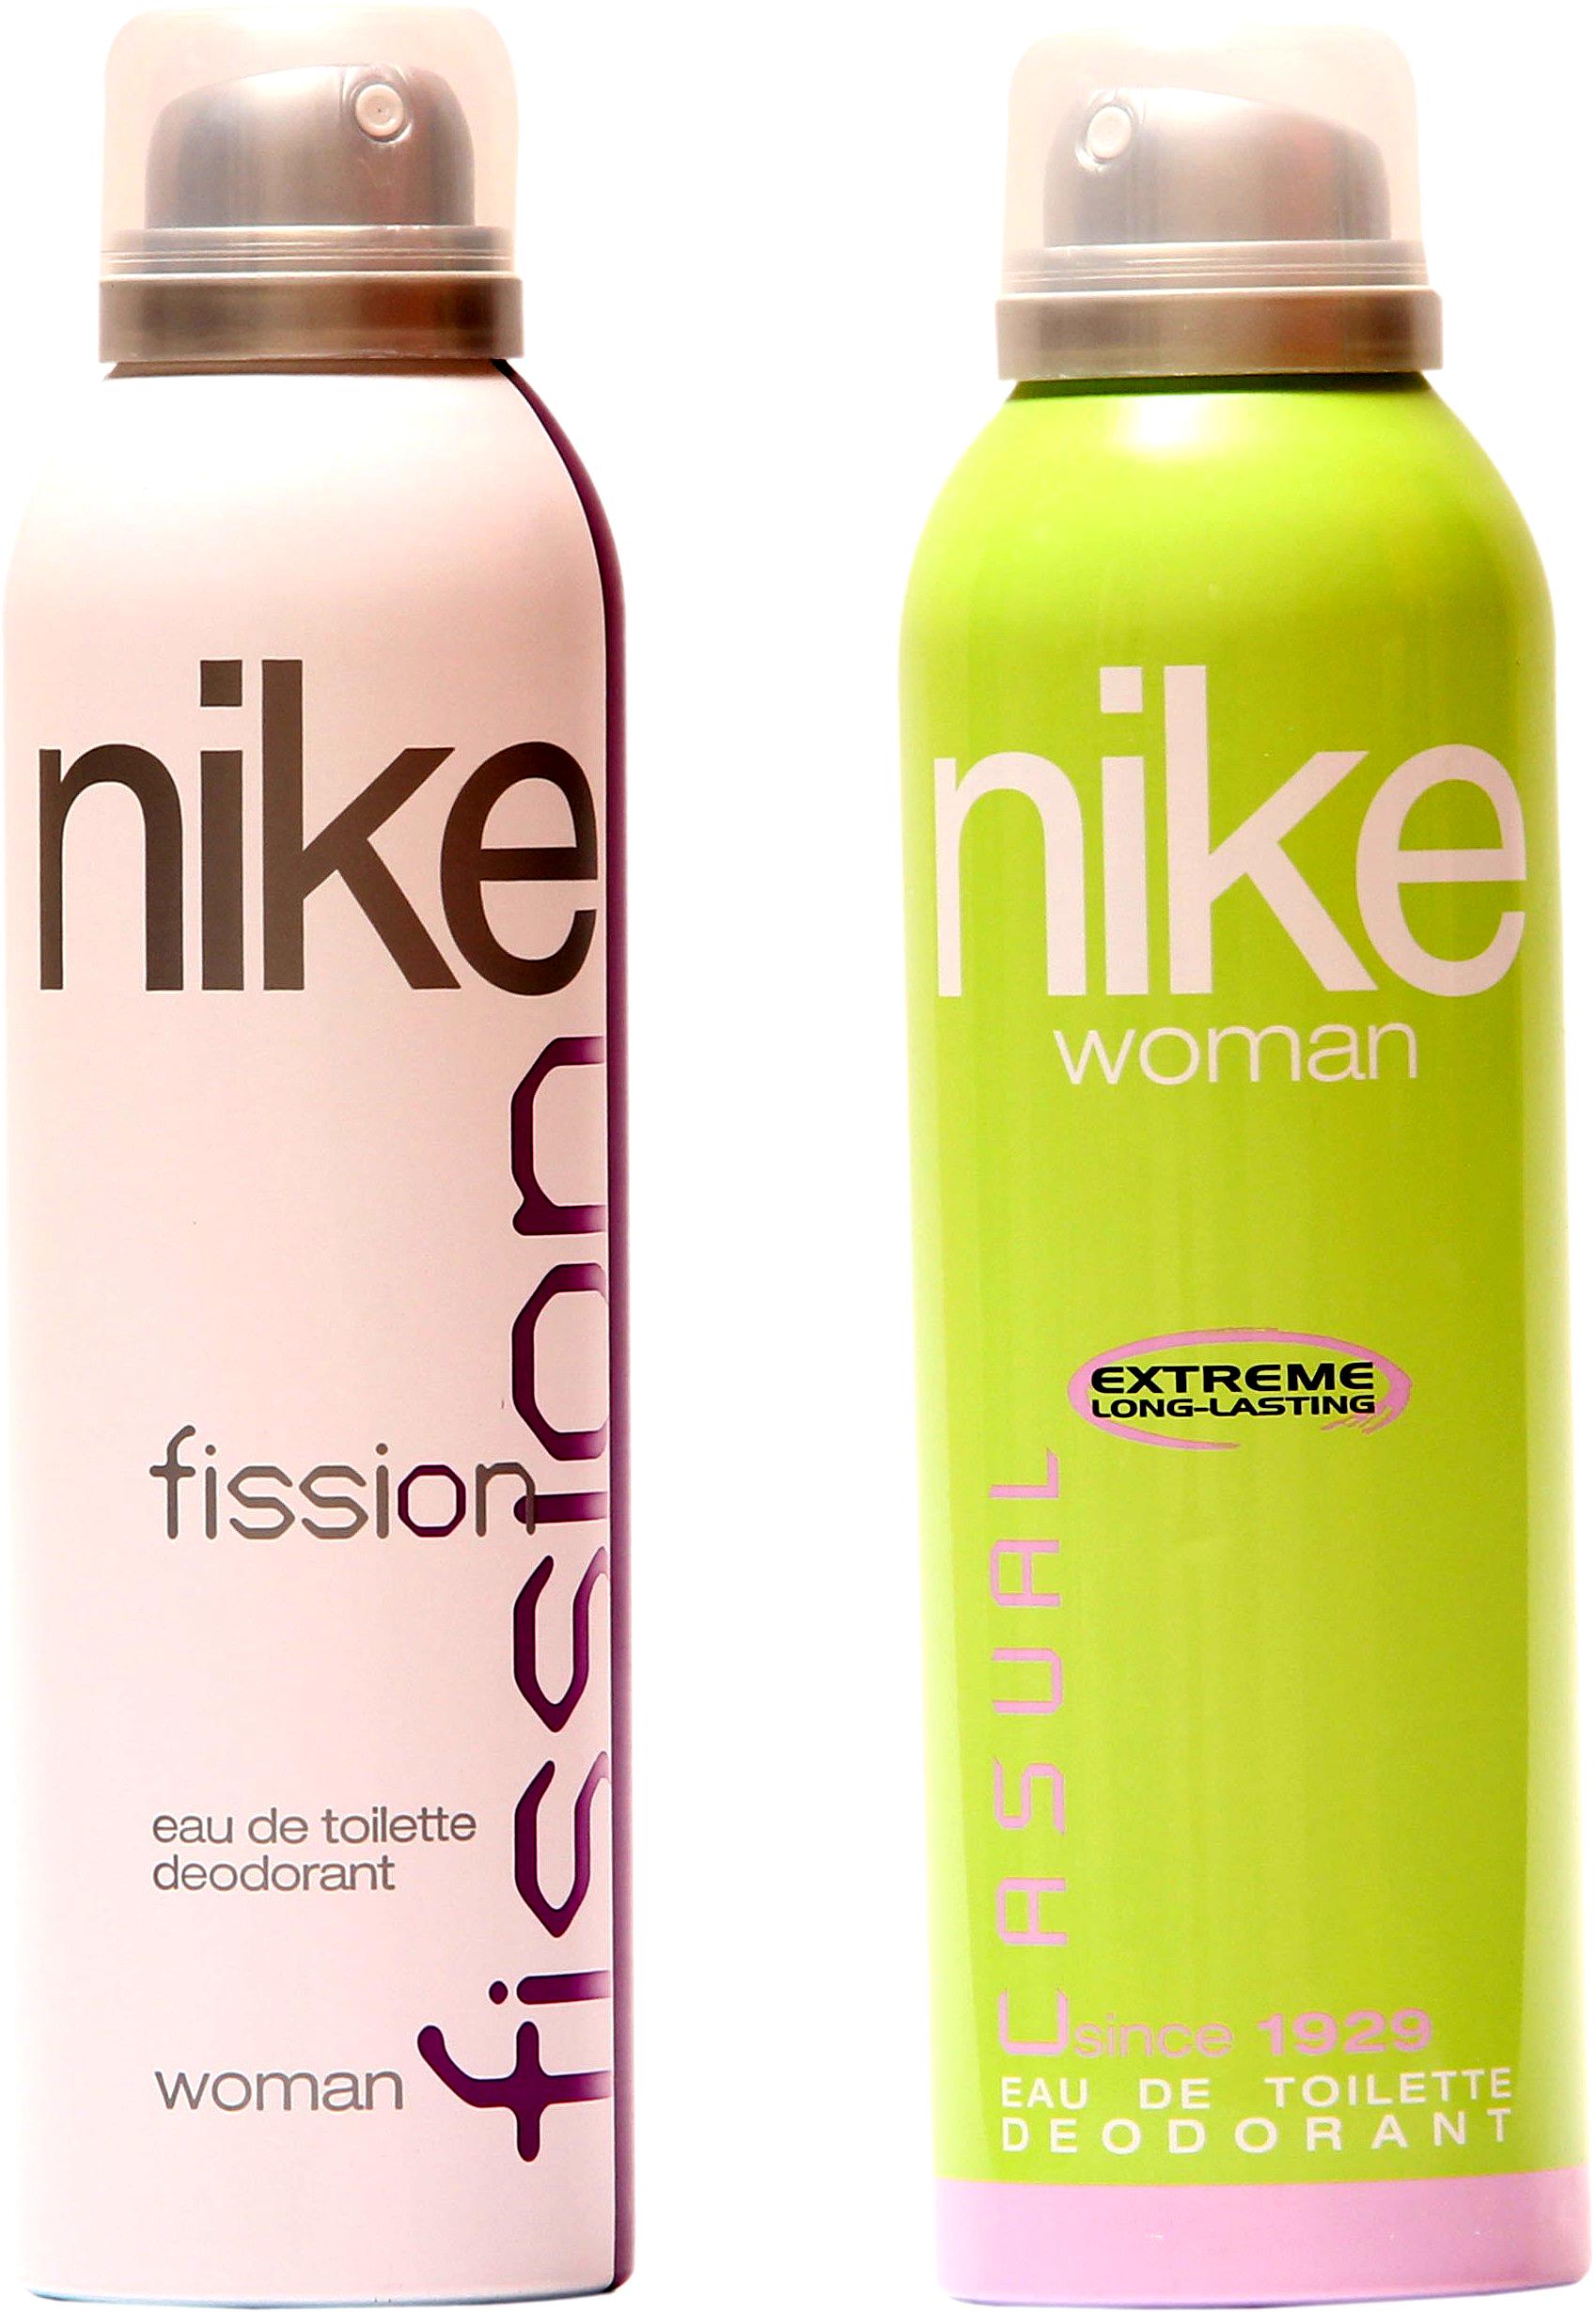 nike
fission
fission
eau de toilette
deodorant
woman
nike
woman
EXTREME
LONG-LASTING
CASUAL
since 1929
EAU DE TOILETTE
DEODORANT